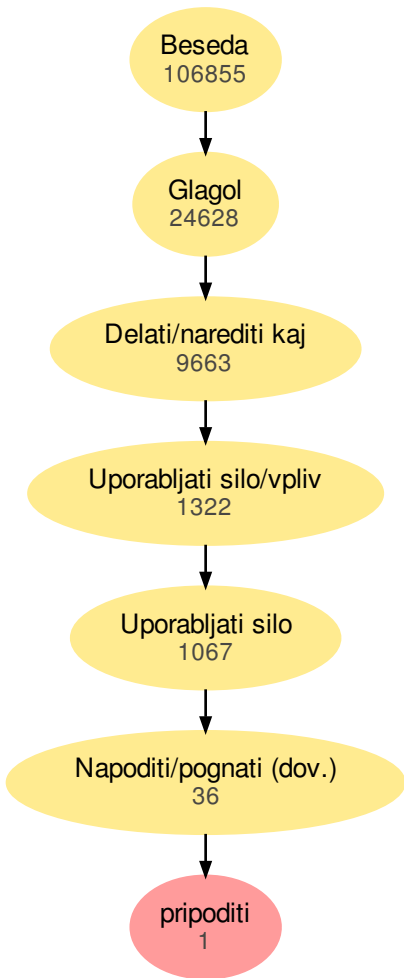 Beseda
106855
Glagol
24628
Delati/narediti kaj
9663
Uporabljati silo/vpliv
1322
Uporabljati silo
1067
Napoditi/pognati (dov.)
36
pripoditi
1